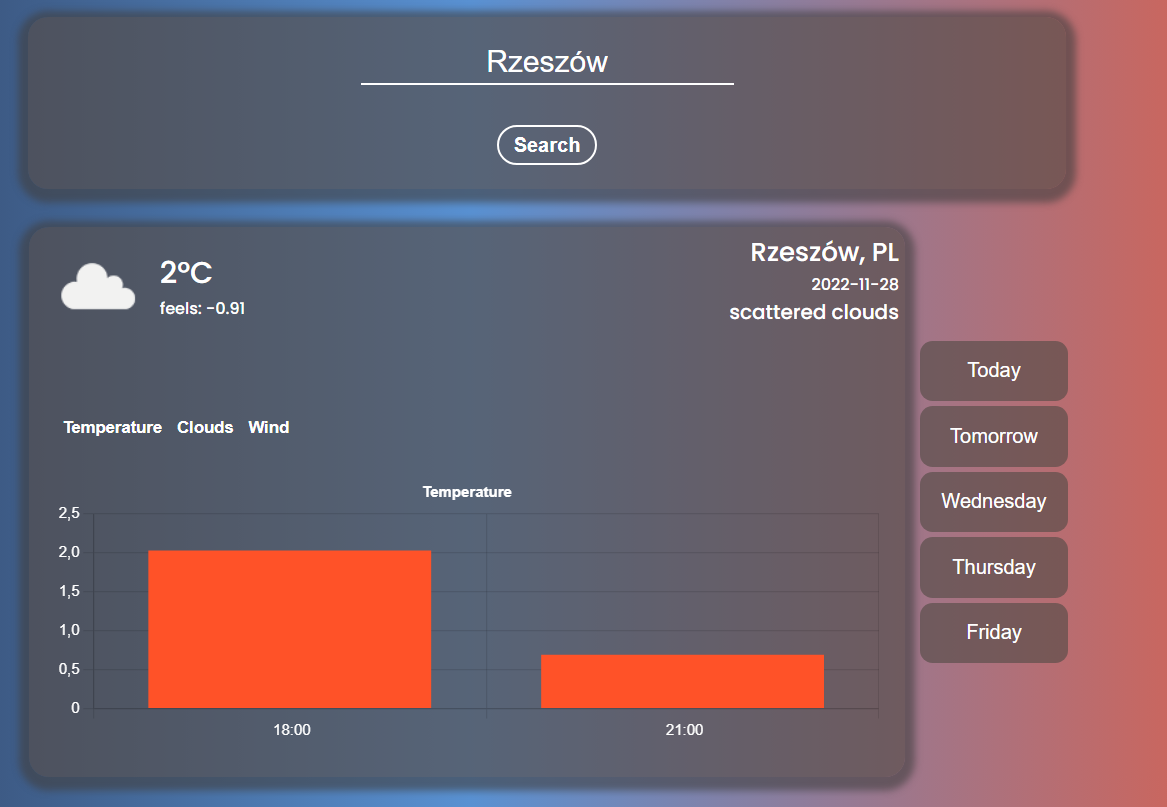 Rzeszów
Search
2°C
feels: -0.91
Rzeszów, PL
2022-11-28
scattered clouds
Temperature Clouds Wind
Temperature
2,5
2,0
1,5
1,0
0,5
0
18:00 21:00
Today
Tomorrow
Wednesday
Thursday
Friday